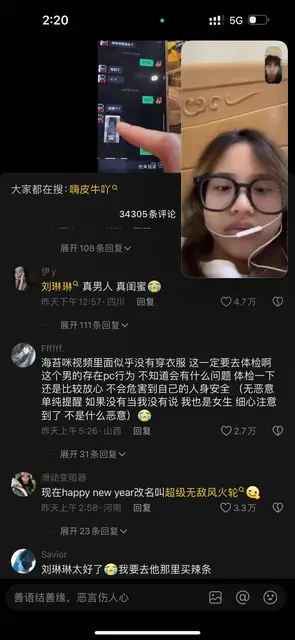 2:20
5G
大家都在搜：嗨皮牛吖
34305条评论
展开108条回复
伊y
刘琳琳 真男人 真闺蜜😭
昨天下午12:57 · 四川 回复 4.7万
展开111条回复
Ffffff.
海苔咪视频里面似乎没有穿衣服 这一定要去体检啊
这个男的存在pc行为 不知道会有什么问题 体检一下
还是比较放心 不会危害到自己的人身安全 （无恶意
单纯提醒 如果没有当我没有说 我也是女生 细心注意
到了 不是什么恶意）😭
昨天上午5:26 · 山西 回复 2.7万
展开31条回复
滑动变阻器
现在happy new year改名叫超级无敌风火轮
昨天上午2:58 · 河南 回复 3.3万
展开23条回复
Savior
刘琳琳太好了😭我要去他那里买辣条
善语结善缘，恶言伤人心